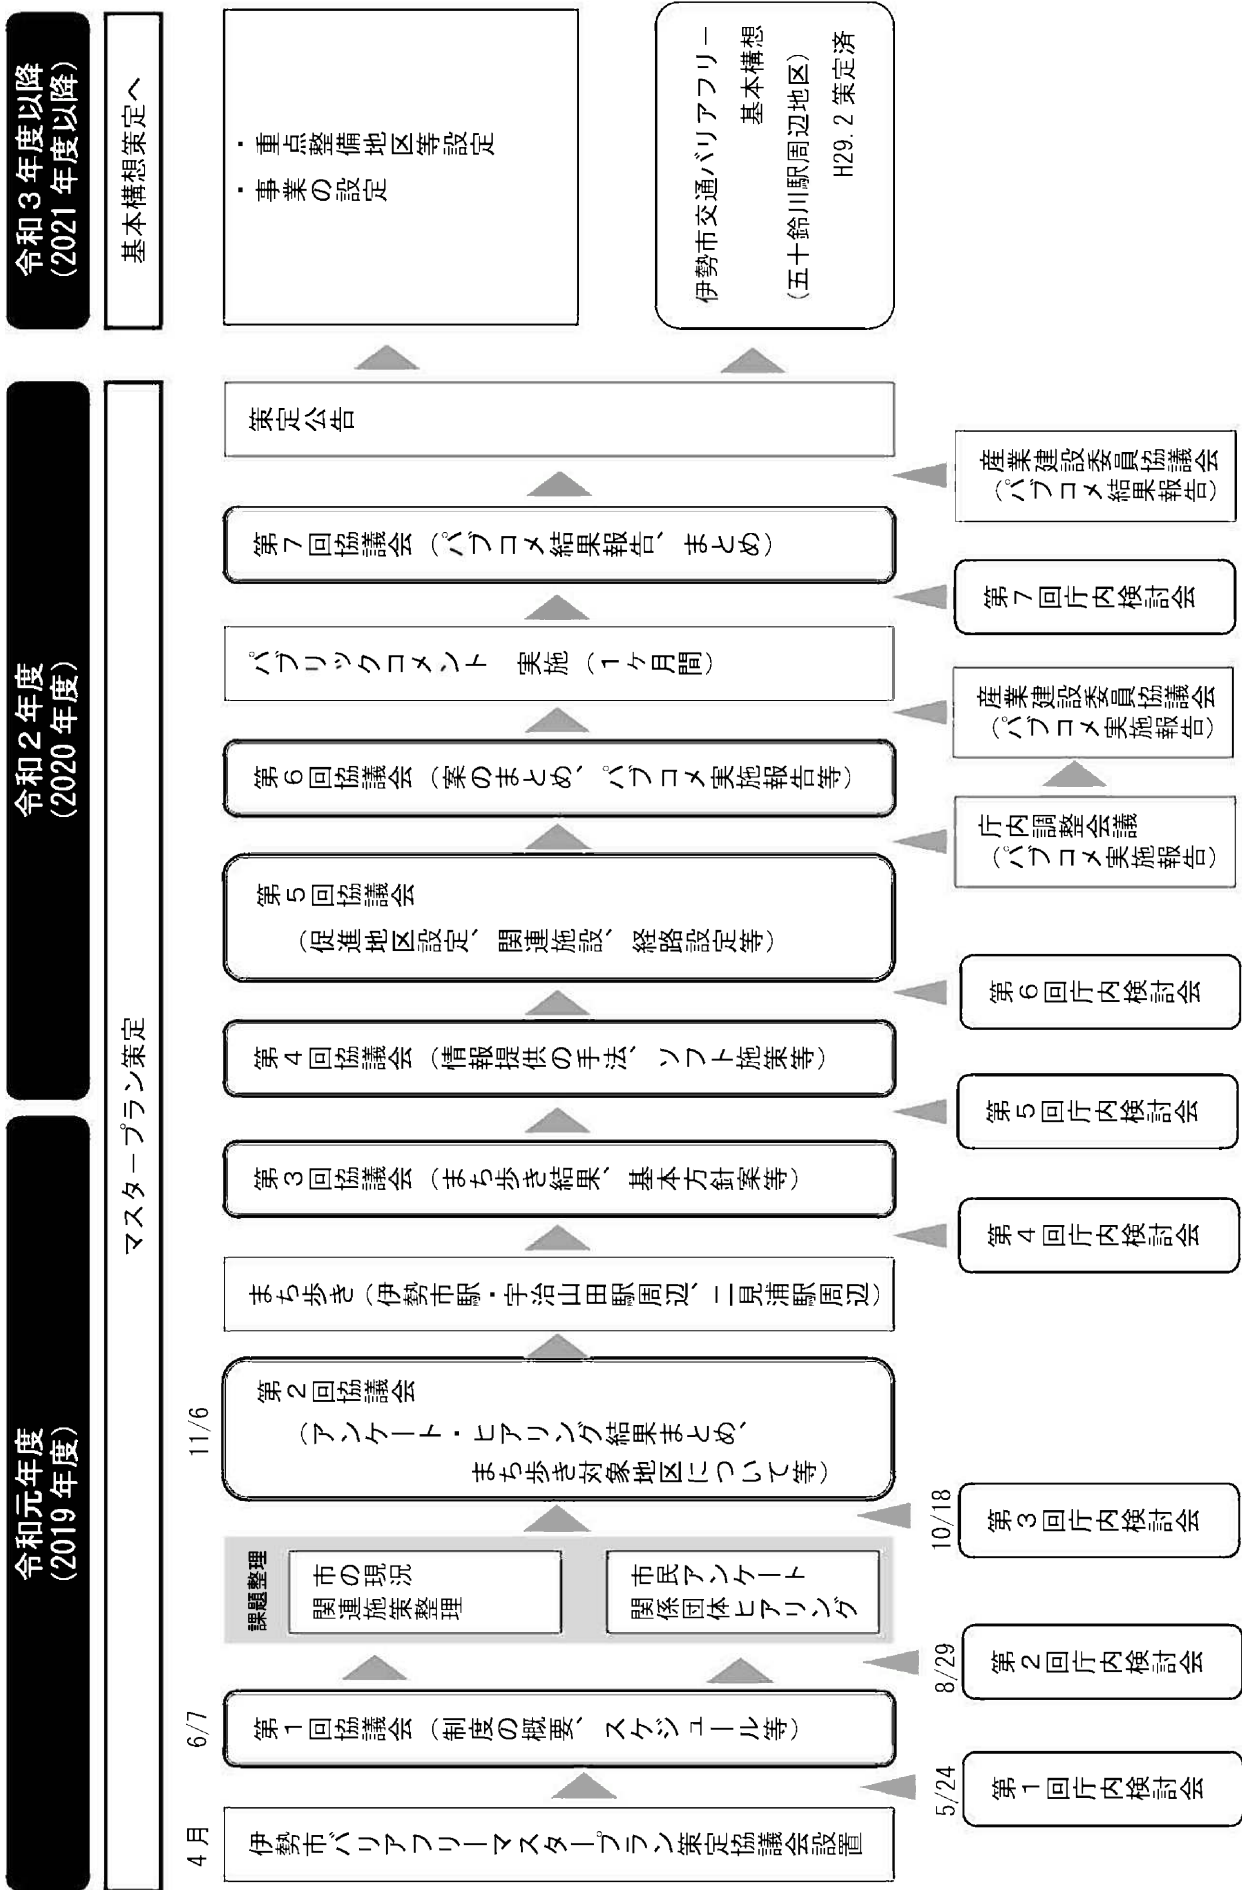 令和元年度
(2019年度)
令和２年度
(2020年度)
令和３年度以降
(2021年度以降)
マスタープラン策定
基本構想策定へ
4月
伊勢市バリアフリーマスタープラン策定協議会設置
5/24
第１回庁内検討会
6/7
第１回協議会（制度の概要、スケジュール等）
8/29
第２回庁内検討会
課題整理
市の現況
関連施策整理
市民アンケート
関係団体ヒアリング
10/18
第３回庁内検討会
11/6
第２回協議会
（アンケート・ヒアリング結果まとめ、
まち歩き対象地区について等）
まち歩き（伊勢市駅・宇治山田駅周辺、二見浦駅周辺）
第４回庁内検討会
第３回協議会（まち歩き結果、基本方針案等）
第５回庁内検討会
第４回協議会（情報提供の手法、ソフト施策等）
第６回庁内検討会
第５回協議会
（促進地区設定、関連施設、経路設定等）
庁内調整会議
（パブコメ実施報告）
第６回協議会（案のまとめ、パブコメ実施報告等）
産業建設委員協議会
（パブコメ実施報告）
パブリックコメント　実施（１ヶ月間）
第７回庁内検討会
第７回協議会（パブコメ結果報告、まとめ）
産業建設委員協議会
（パブコメ結果報告）
策定公告
・重点整備地区等設定
・事業の設定
伊勢市交通バリアフリー
基本構想
（五十鈴川駅周辺地区）
H29.2 策定済